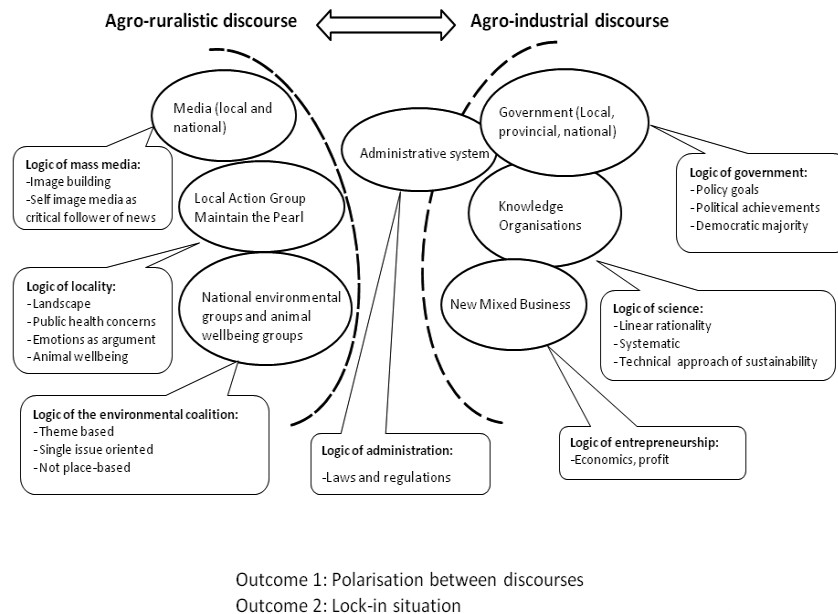 Agro-ruralistic discourse
Agro-industrial discourse
Media (local and
national)
Logic of mass media:
-Image building
-Self image media as
critical follower of news
Local Action Group
Maintain the Pearl
Logic of locality:
-Landscape
-Public health concerns
-Emotions as argument
-Animal wellbeing
National environmental
groups and animal
wellbeing groups
Logic of the environmental coalition:
-Theme based
-Single issue oriented
-Not place-based
Administrative system
Logic of administration:
-Laws and regulations
Government (Local,
provincial, national)
Logic of government:
-Policy goals
-Political achievements
-Democratic majority
Knowledge
Organisations
Logic of science:
-Linear rationality
-Systematic
-Technical approach of sustainability
New Mixed Business
Logic of entrepreneurship:
-Economics, profit
Outcome 1: Polarisation between discourses
Outcome 2: Lock-in situation